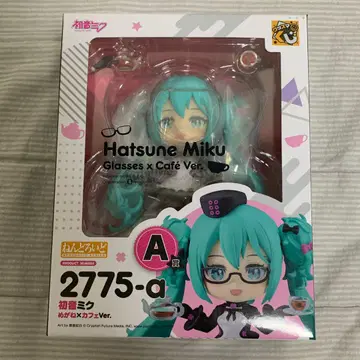 初音ミク
Hatsune Miku
Glasses x Café Ver.
ねんどろいど
A賞
2775-a
初音ミク
めがね×カフェVer.